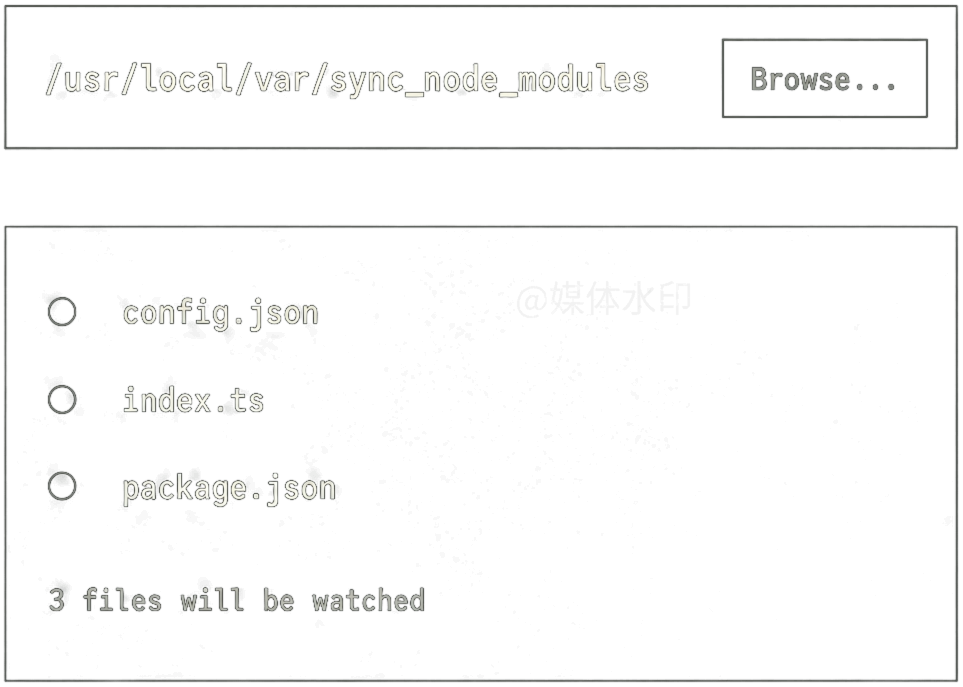 /usr/local/var/sync_node_modules
Browse...
@媒体水印
config.json
index.ts
package.json
3 files will be watched